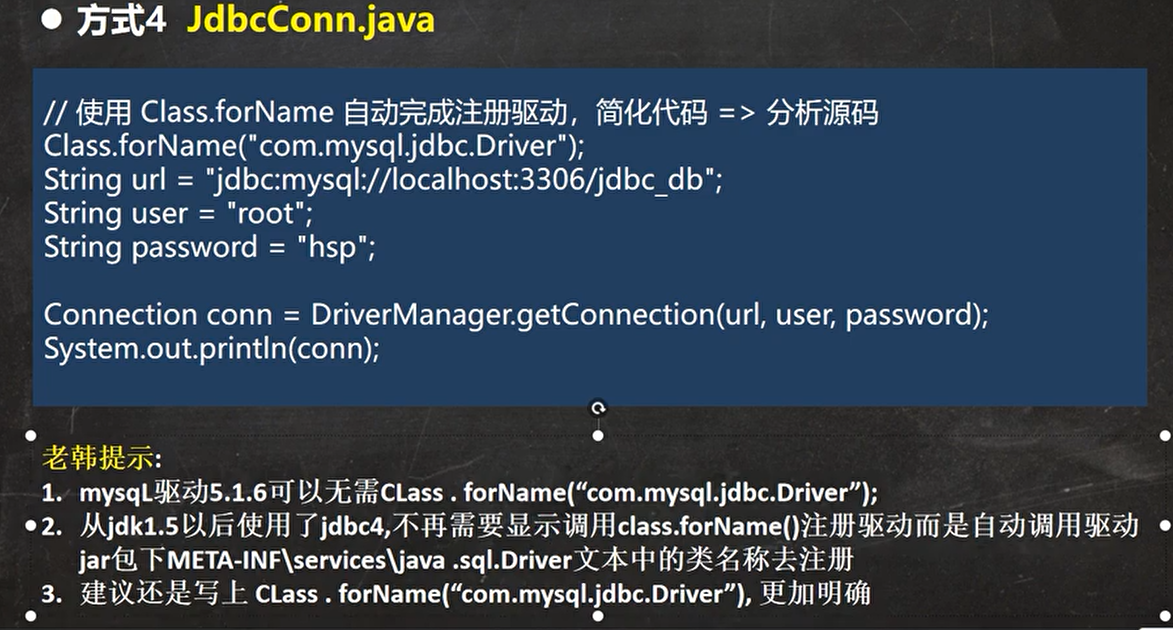 ● 方式4 JdbcConn.java
// 使用 Class.forName 自动完成注册驱动，简化代码 => 分析源码
Class.forName("com.mysql.jdbc.Driver");
String url = "jdbc:mysql://localhost:3306/jdbc_db";
String user = "root";
String password = "hsp";
Connection conn = DriverManager.getConnection(url, user, password);
System.out.println(conn);
老韩提示:
1. mysqL驱动5.1.6可以无需CLass . forName(“com.mysql.jdbc.Driver”);
2. 从jdk1.5以后使用了jdbc4,不再需要显示调用class.forName()注册驱动而是自动调用驱动
jar包下META-INF\services\java .sql.Driver文本中的类名称去注册
3. 建议还是写上 CLass . forName(“com.mysql.jdbc.Driver”), 更加明确